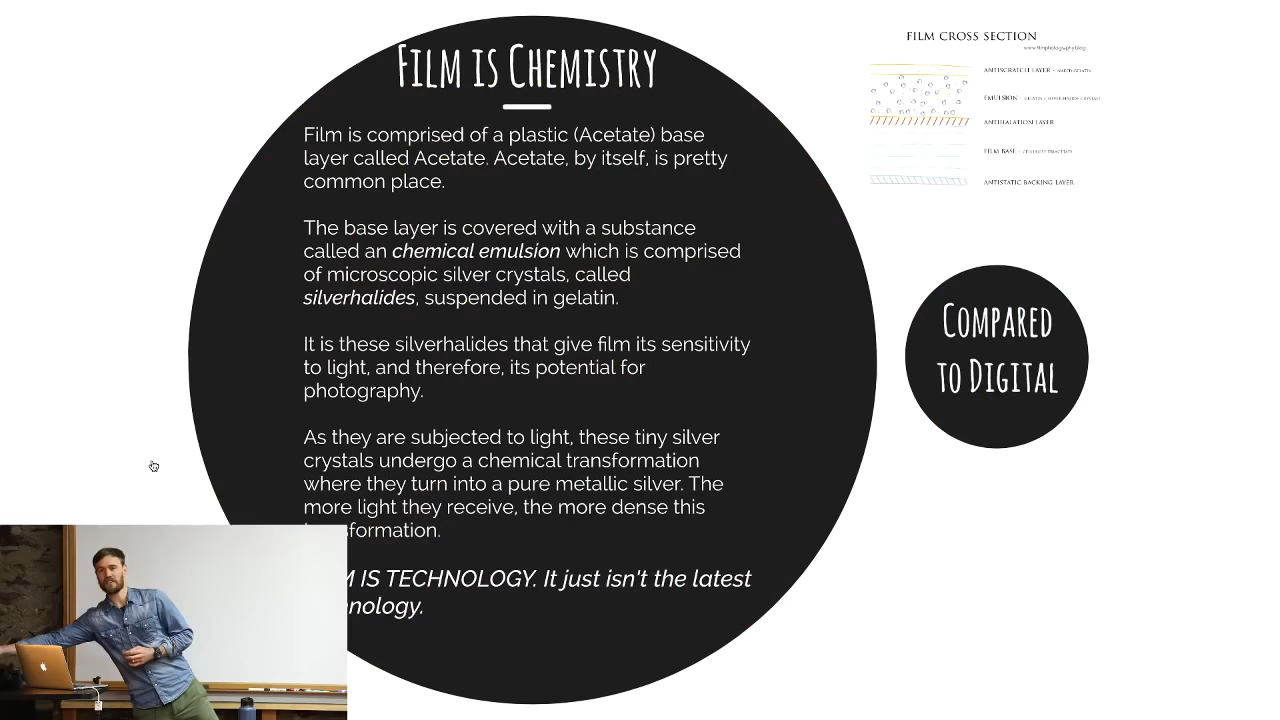 Film is Chemistry
Film is comprised of a plastic (Acetate) base
layer called Acetate. Acetate, by itself, is pretty
common place.
The base layer is covered with a substance
called an chemical emulsion which is comprised
of microscopic silver crystals, called
silverhalides, suspended in gelatin.
It is these silverhalides that give film its sensitivity
to light, and therefore, its potential for
photography.
As they are subjected to light, these tiny silver
crystals undergo a chemical transformation
where they turn into a pure metallic silver. The
more light they receive, the more dense this
sformation.
M IS TECHNOLOGY. It just isn't the latest
nology.
FILM CROSS SECTION
ANTISCRATCH LAYER -
EMULSION -
ANTIHALATION LAYER
FILM BASE -
ANTISTATIC BACKING LAYER
Compared
to Digital